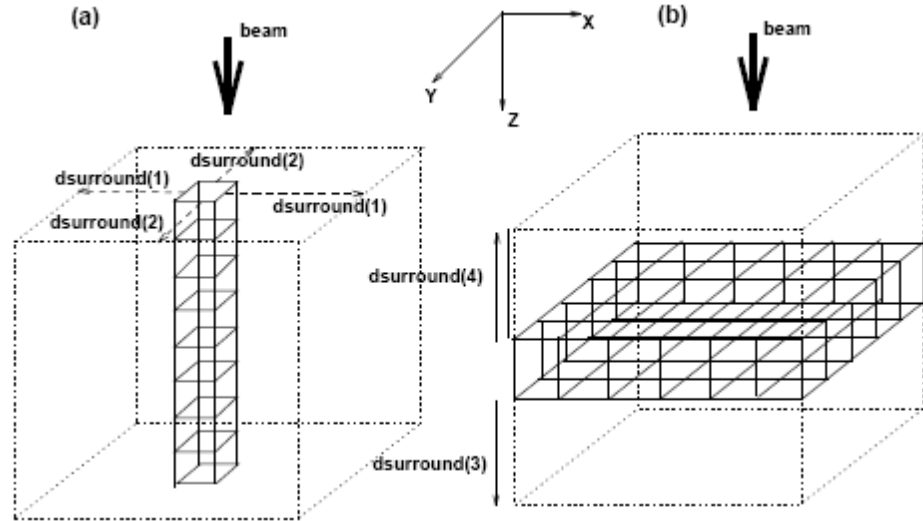 (a)
beam
X
Y
Z
(b)
beam
dsurround(2)
dsurround(1)
dsurround(1)
dsurround(2)
dsurround(4)
dsurround(3)